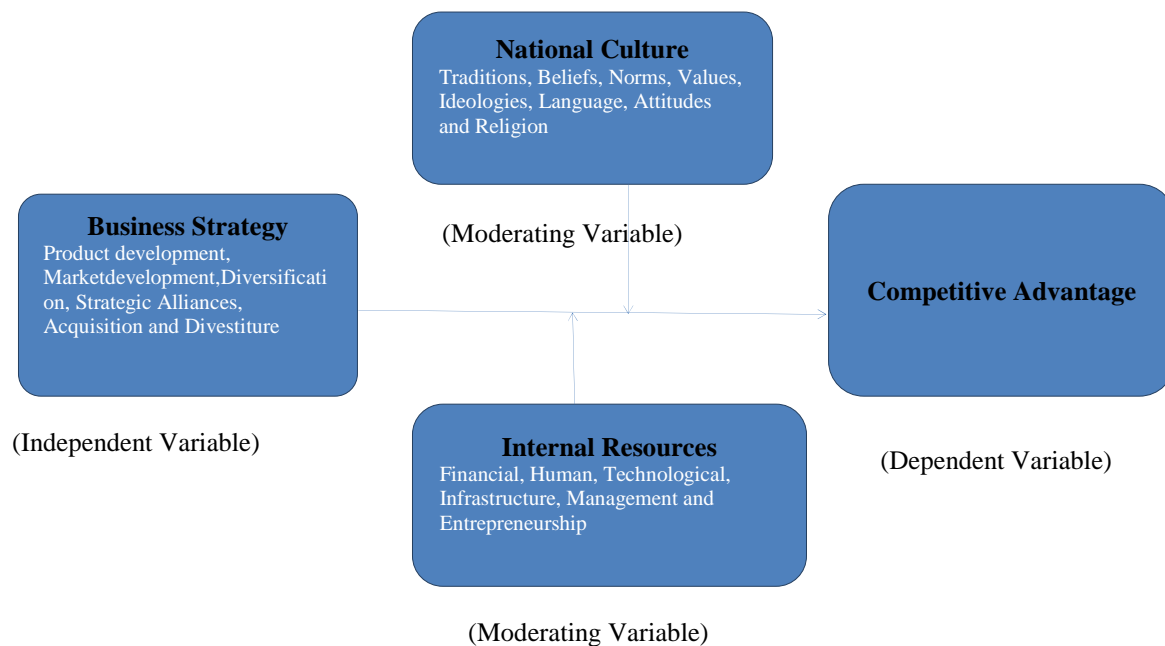 National Culture
Traditions, Beliefs, Norms, Values,
Ideologies, Language, Attitudes
and Religion
(Moderating Variable)
Business Strategy
Product development,
Marketdevelopment,Diversificati
on, Strategic Alliances,
Acquisition and Divestiture
(Independent Variable)
Competitive Advantage
(Dependent Variable)
Internal Resources
Financial, Human, Technological,
Infrastructure, Management and
Entrepreneurship
(Moderating Variable)